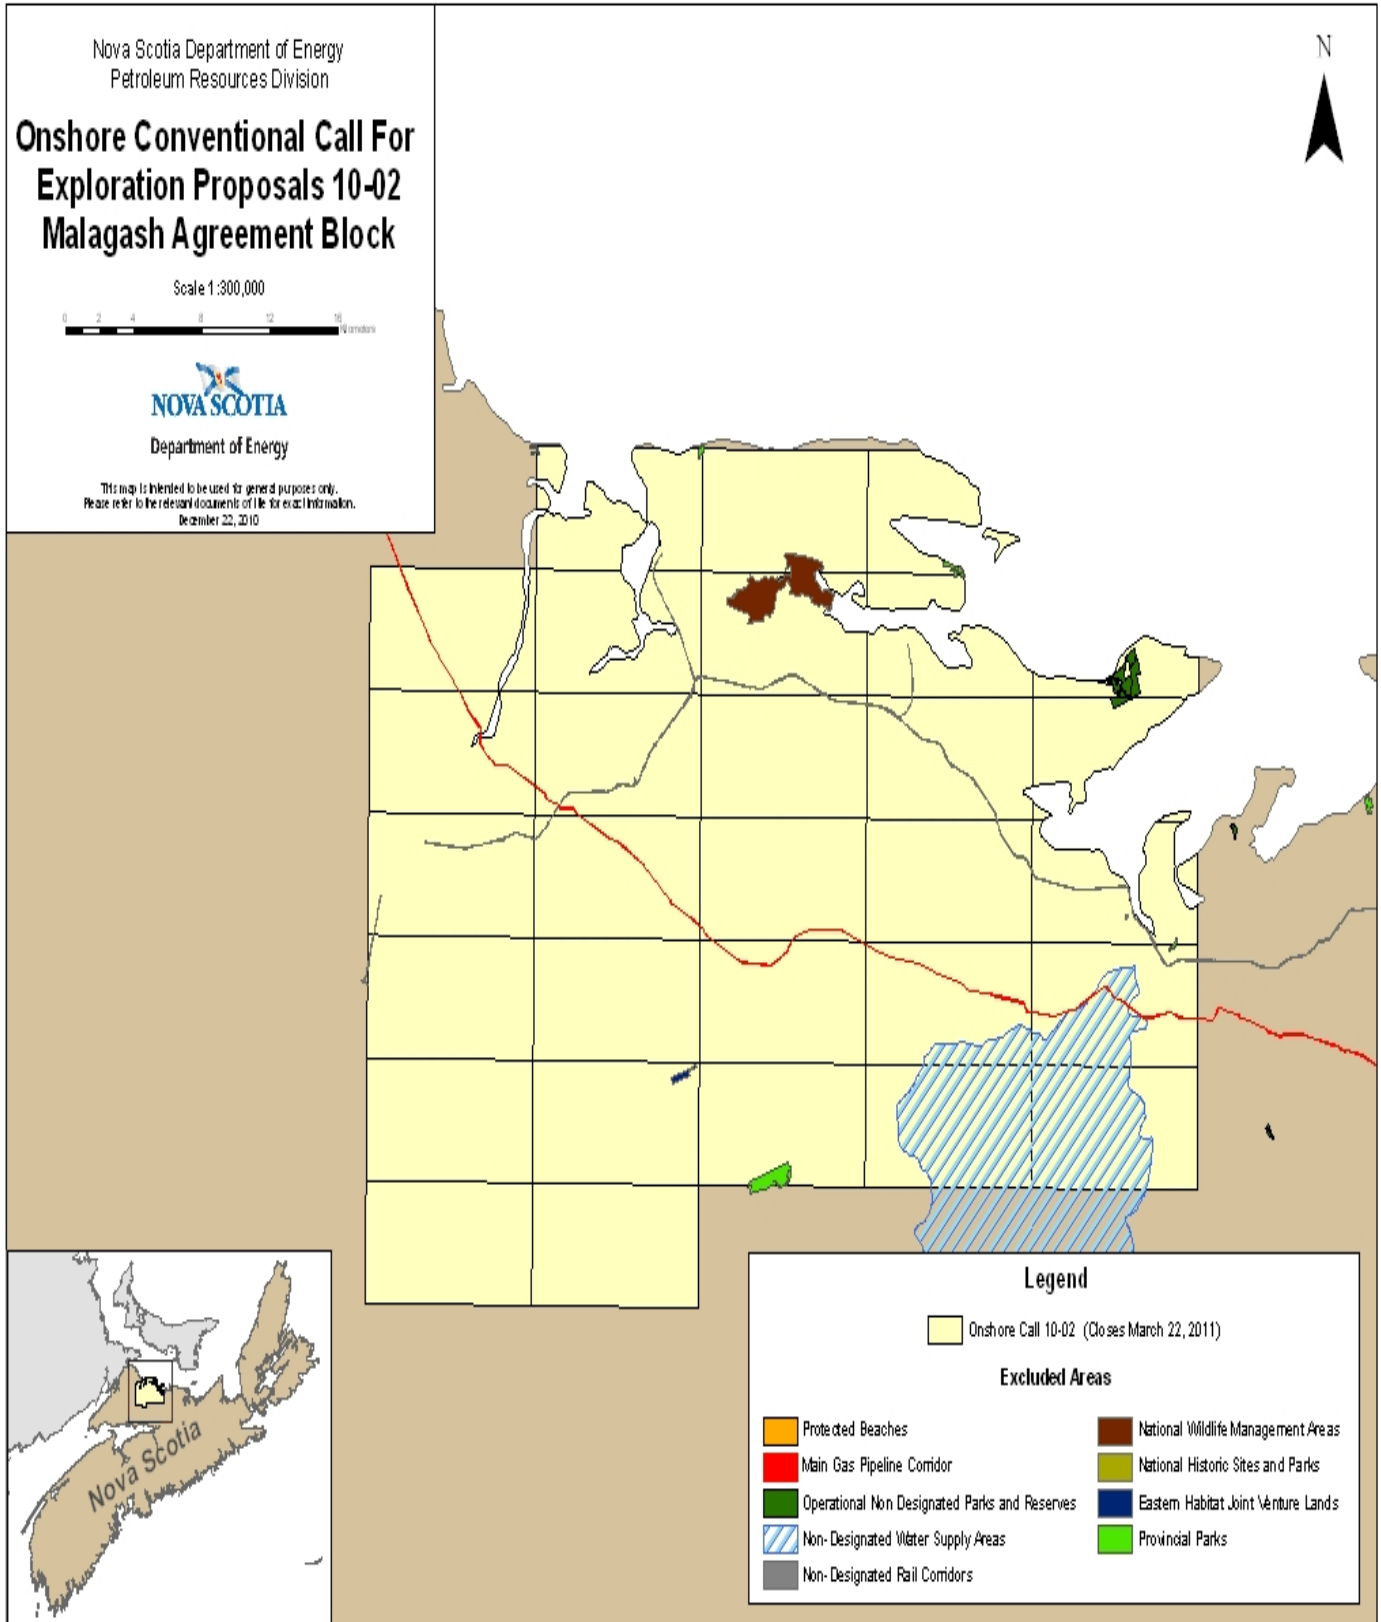 Nova Scotia Department of Energy
Petroleum Resources Division
Onshore Conventional Call For
Exploration Proposals 10-02
Malagash Agreement Block
Scale 1:300,000
0 2 4 8 12 16
Kilometers
NOVA SCOTIA
Department of Energy
This map is intended to be used for general purposes only.
Please refer to the relevant documents of title for exact information.
December 22, 2010
N
Nova Scotia
Legend
Onshore Call 10-02 (Closes March 22, 2011)
Excluded Areas
Protected Beaches
Main Gas Pipeline Corridor
Operational Non Designated Parks and Reserves
Non-Designated Water Supply Areas
Non-Designated Rail Corridors
National Wildlife Management Areas
National Historic Sites and Parks
Eastern Habitat Joint Venture Lands
Provincial Parks